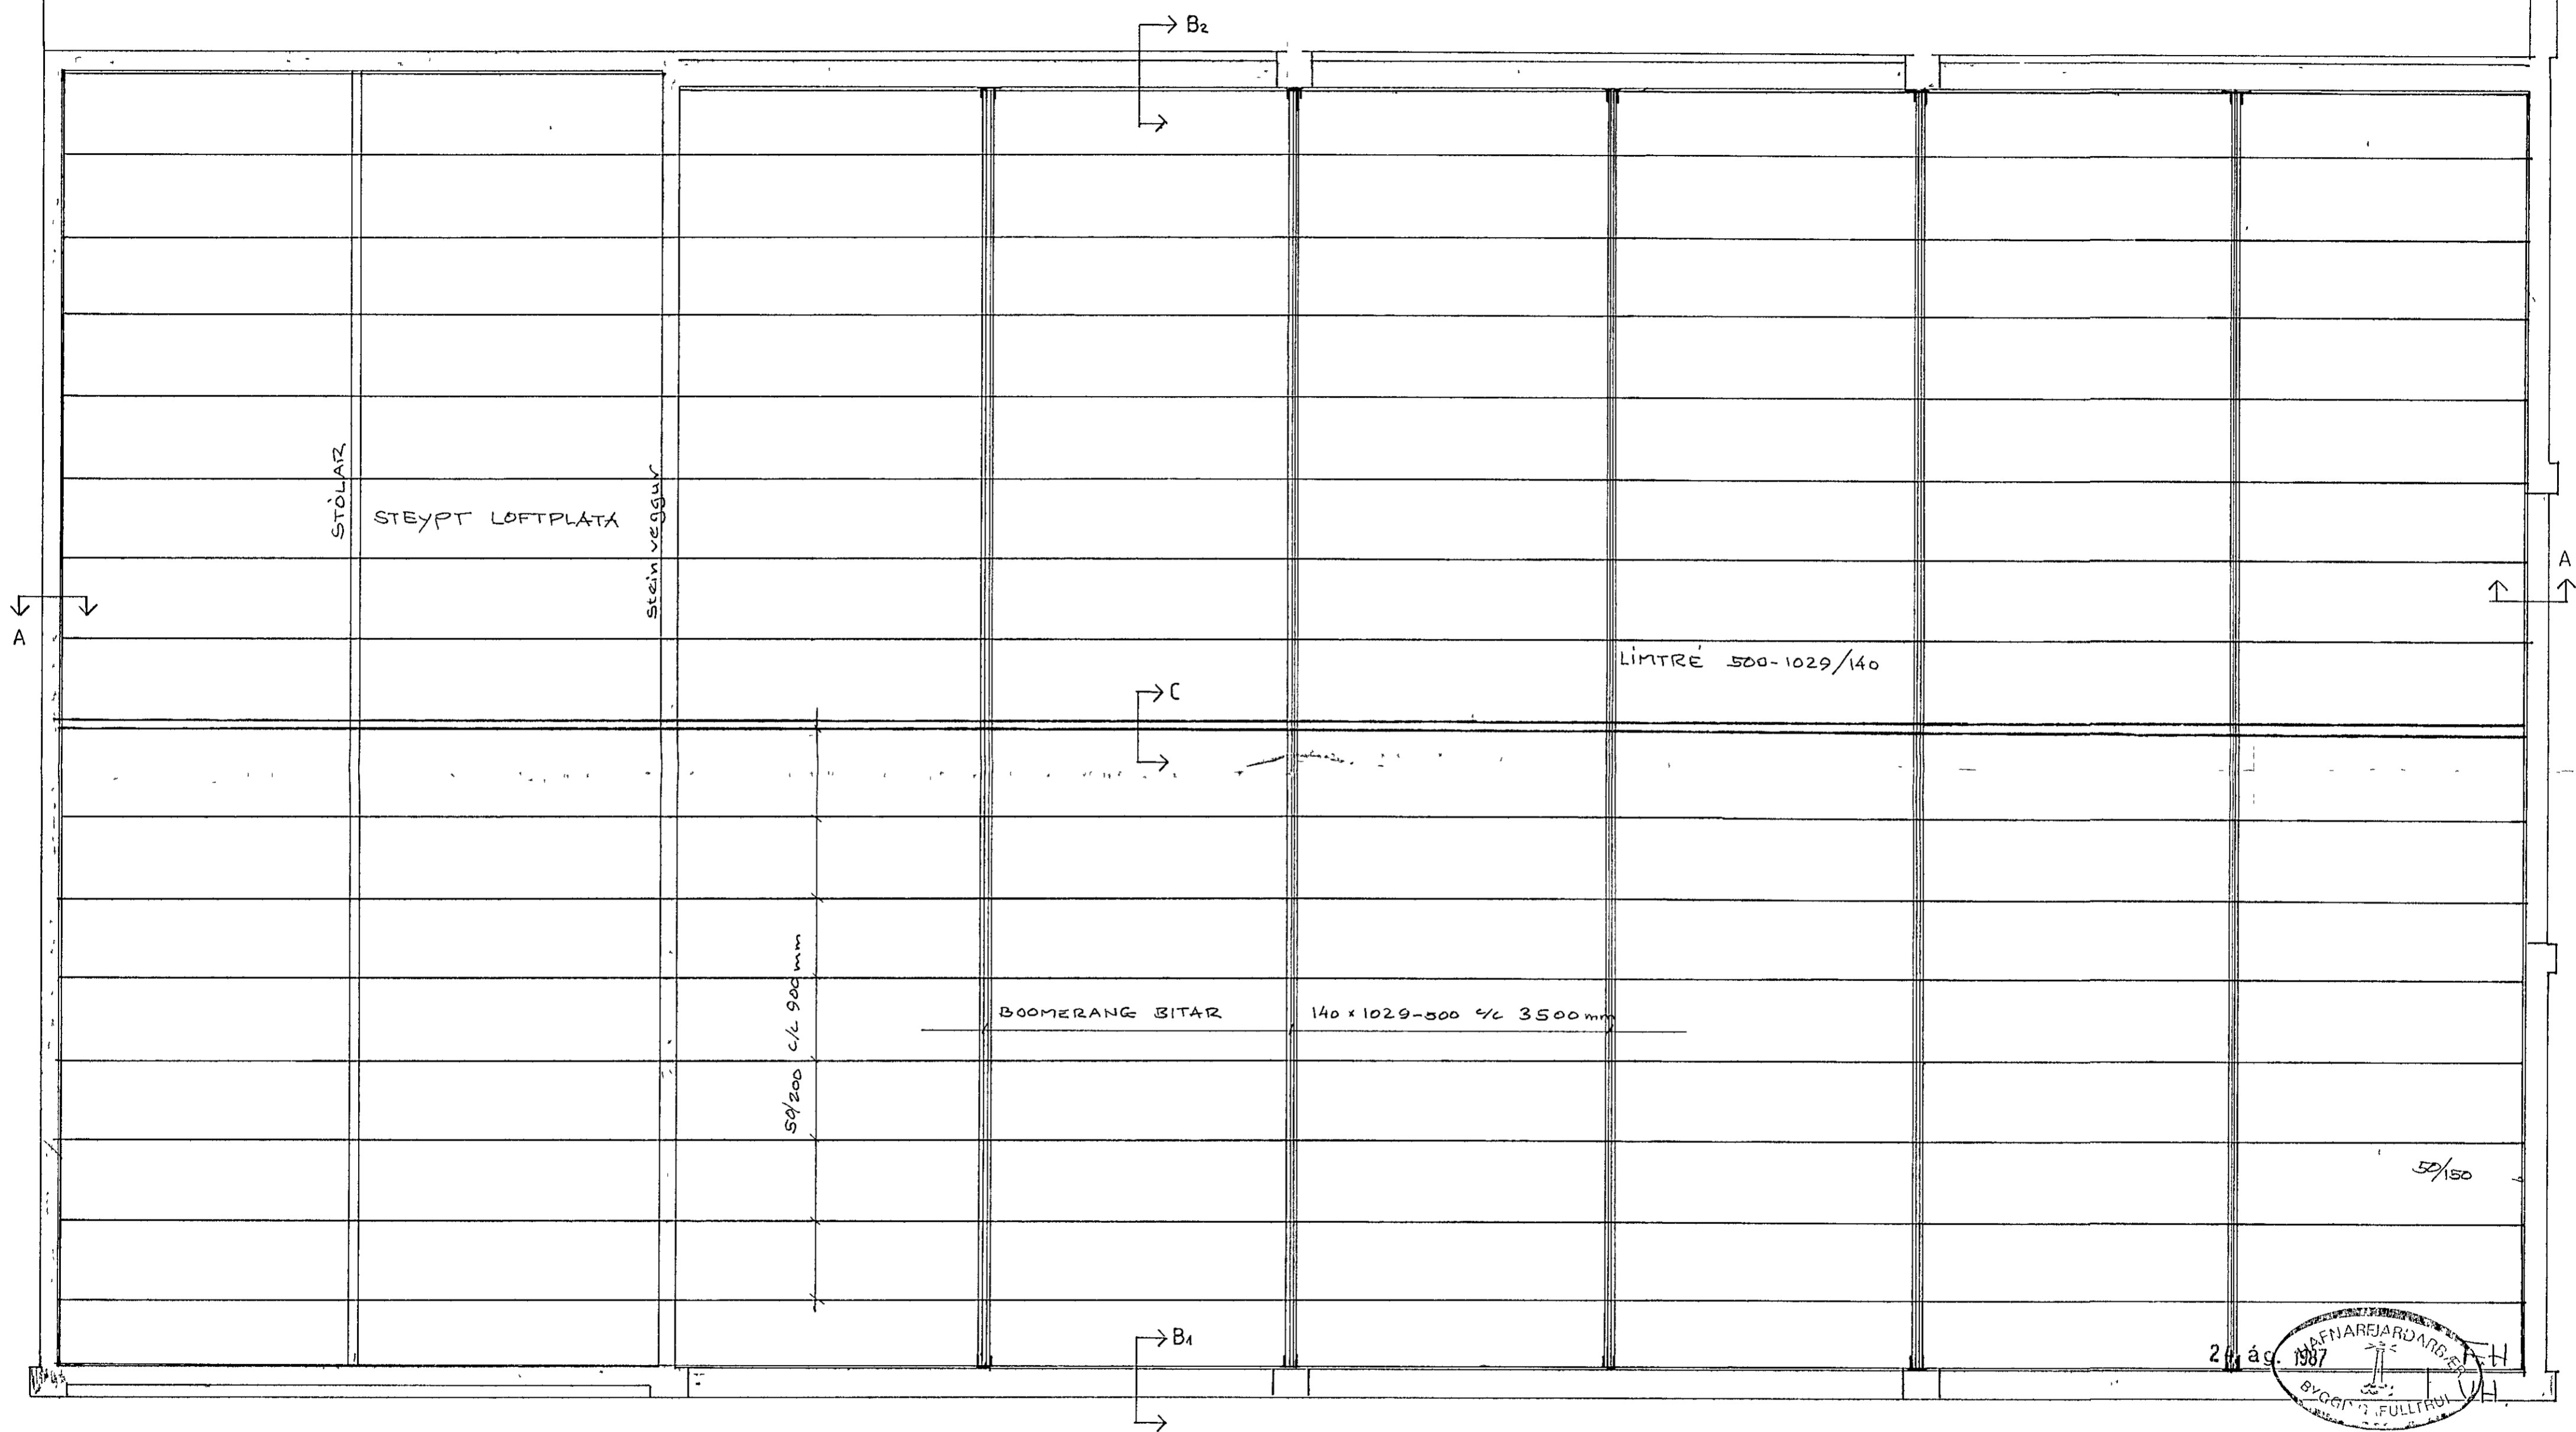 B2
STÓLAR
STEYPT LOFTPLATA
steinveggur
A
A
LÍMTRÉ 500-1029/140
C
50/200 c/c 900 mm
BOOMERANG BITAR 140 x 1029-500 c/c 3500 mm
50/150
B1
ág. 1987
HAFNARFJARÐARBÆR
BYGGINGAFULLTRÚI